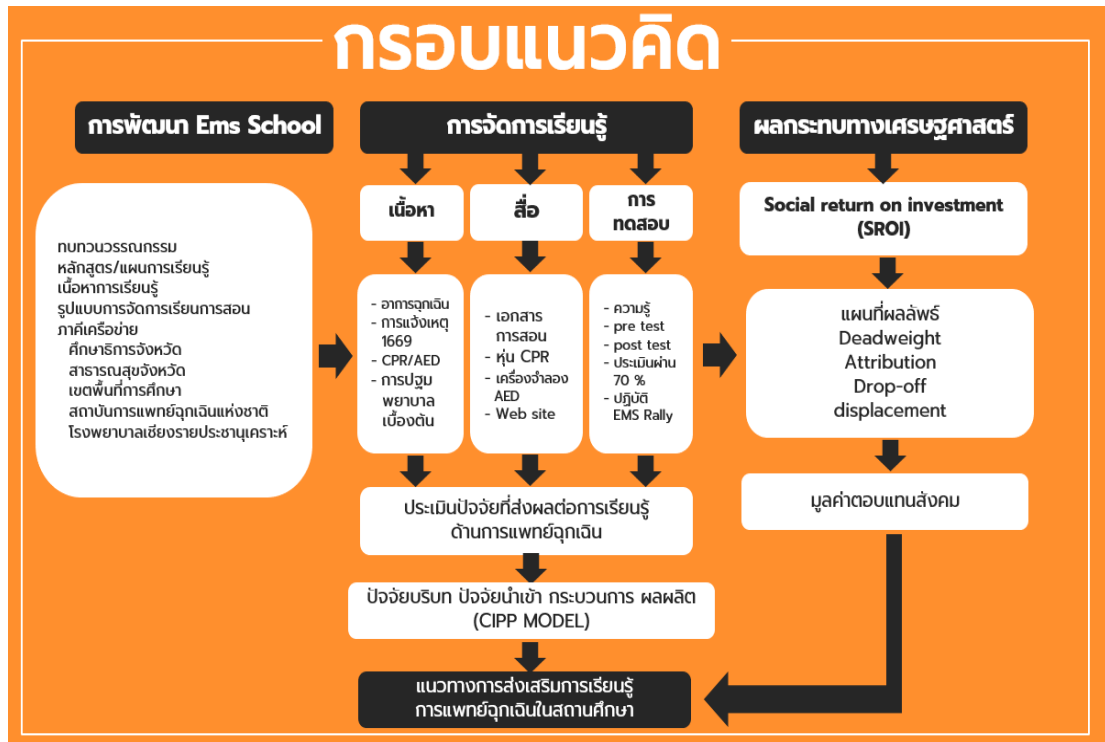 กรอบแนวคิด
การพัฒนา Ems School
ทบทวนวรรณกรรม
หลักสูตร/แผนการเรียนรู้
เนื้อหาการเรียนรู้
รูปแบบการจัดการเรียนการสอน
ภาคีเครือข่าย
ศึกษาธิการจังหวัด
สาธารณสุขจังหวัด
เขตพื้นที่การศึกษา
สถาบันการแพทย์ฉุกเฉินแห่งชาติ
โรงพยาบาลเชียงรายประชานุเคราะห์
การจัดการเรียนรู้
เนื้อหา
- อาการฉุกเฉิน
- การแจ้งเหตุ
1669
- CPR/AED
- การปฐม
พยาบาล
เบื้องต้น
สื่อ
- เอกสาร
การสอน
- หุ่น CPR
- เครื่องจำลอง
AED
- Web site
การ
ทดสอบ
- ความรู้
- pre test
- post test
- ประเมินผ่าน
70 %
- ปฏิบัติ
EMS Rally
ประเมินปัจจัยที่ส่งผลต่อการเรียนรู้
ด้านการแพทย์ฉุกเฉิน
ปัจจัยบริบท ปัจจัยนำเข้า กระบวนการ ผลผลิต
(CIPP MODEL)
แนวทางการส่งเสริมการเรียนรู้
การแพทย์ฉุกเฉินในสถานศึกษา
ผลกระทบทางเศรษฐศาสตร์
Social return on investment
(SROI)
แผนที่ผลลัพธ์
Deadweight
Attribution
Drop-off
displacement
มูลค่าตอบแทนสังคม